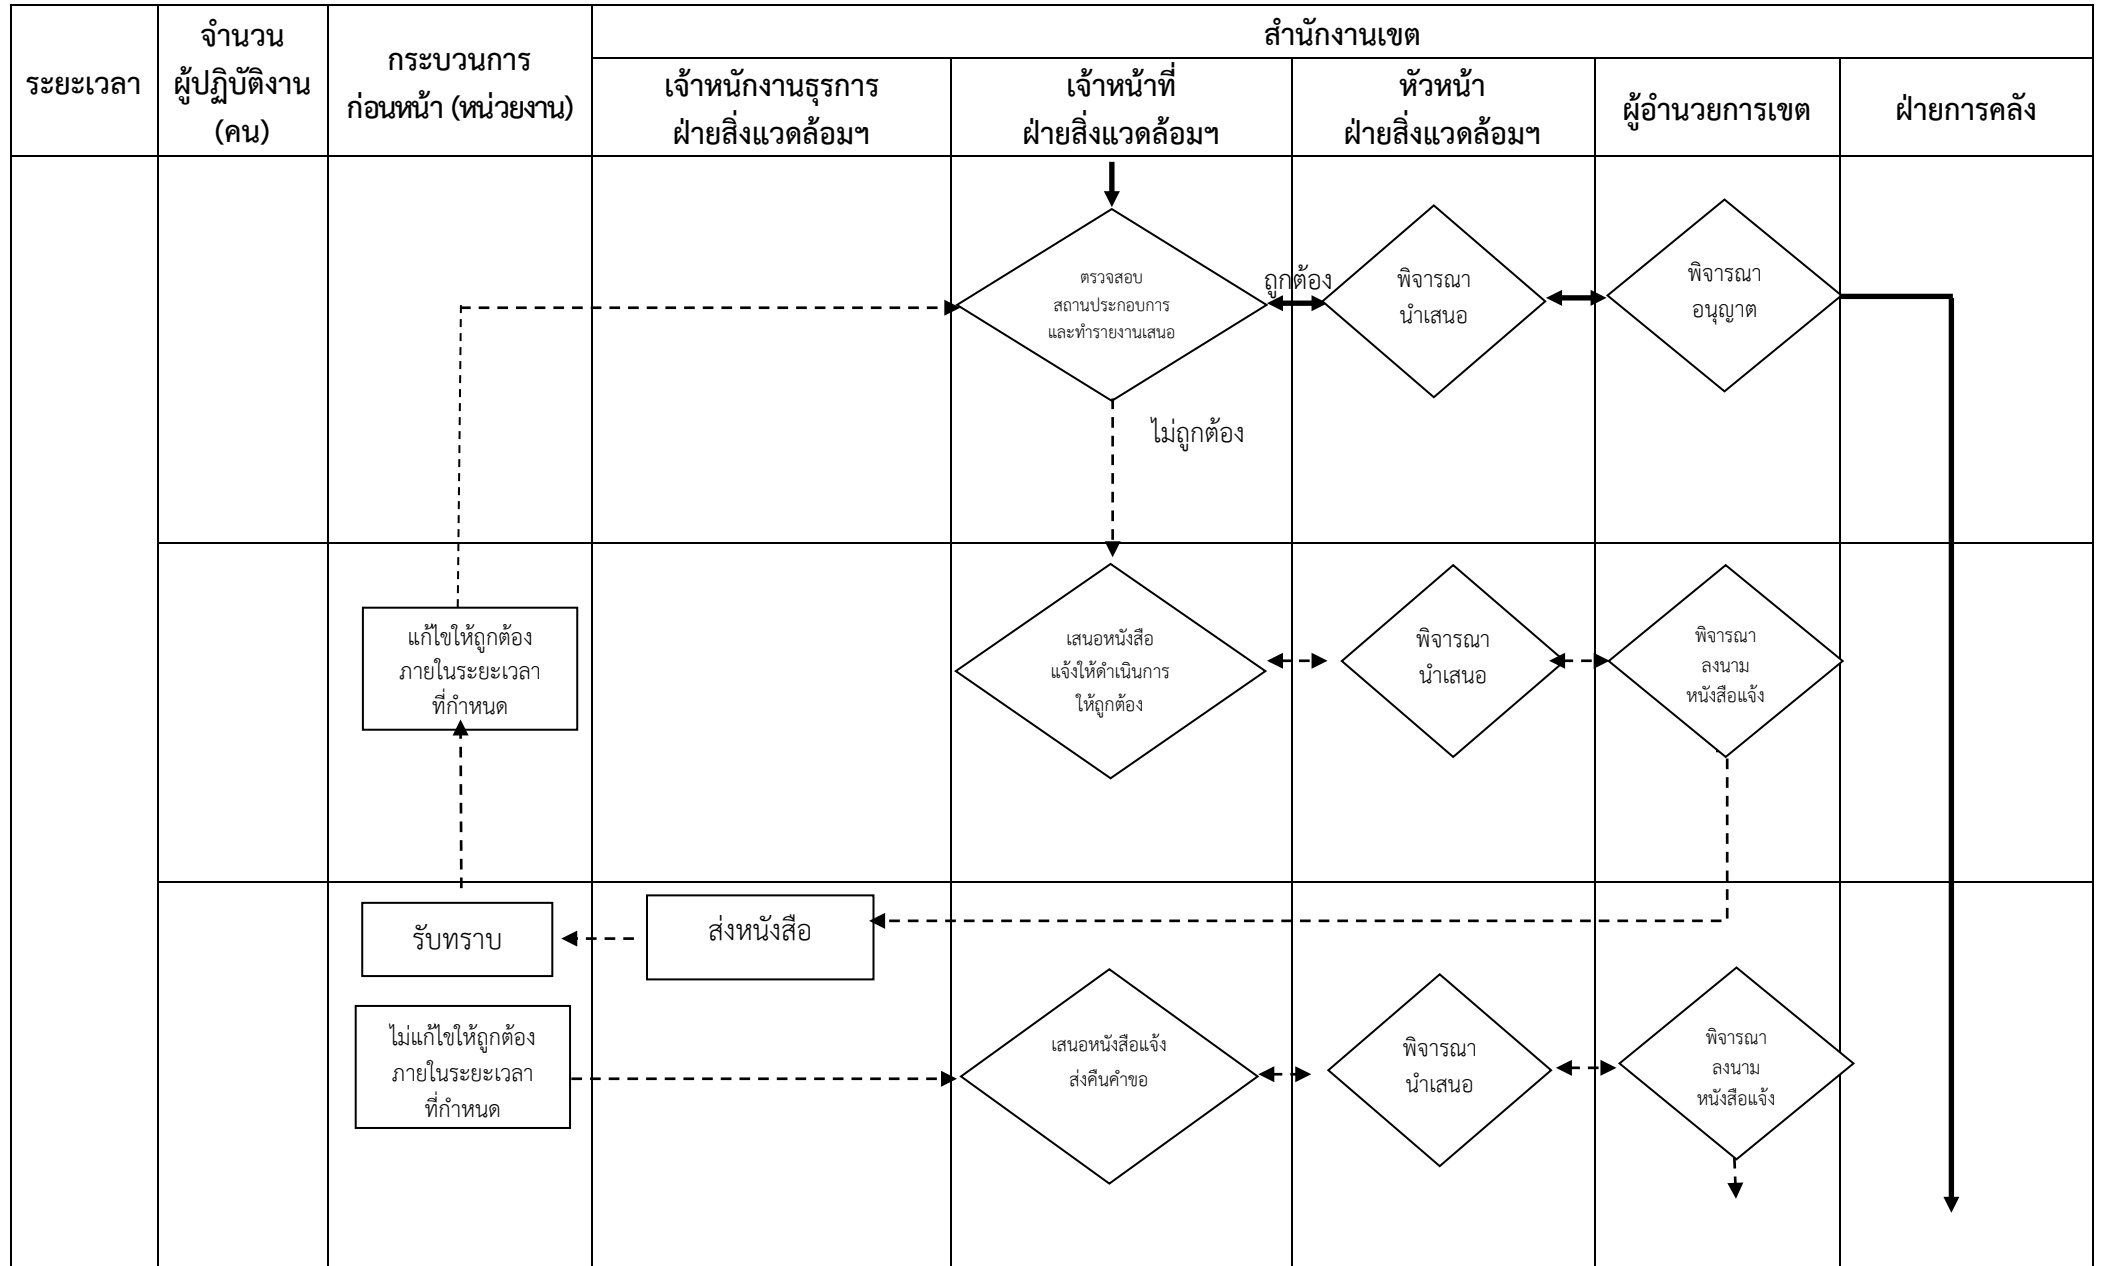 ระยะเวลา
จำนวน
ผู้ปฏิบัติงาน
(คน)
กระบวนการ
ก่อนหน้า (หน่วยงาน)
สำนักงานเขต
เจ้าหนักงานธุรการ
ฝ่ายสิ่งแวดล้อมฯ
เจ้าหน้าที่
ฝ่ายสิ่งแวดล้อมฯ
หัวหน้า
ฝ่ายสิ่งแวดล้อมฯ
ผู้อำนวยการเขต
ฝ่ายการคลัง
ตรวจสอบ
สถานประกอบการ
และทำรายงานเสนอ
ถูกต้อง
พิจารณา
นำเสนอ
พิจารณา
อนุญาต
ไม่ถูกต้อง
แก้ไขให้ถูกต้อง
ภายในระยะเวลา
ที่กำหนด
เสนอหนังสือ
แจ้งให้ดำเนินการ
ให้ถูกต้อง
พิจารณา
นำเสนอ
พิจารณา
ลงนาม
หนังสือแจ้ง
รับทราบ
ส่งหนังสือ
ไม่แก้ไขให้ถูกต้อง
ภายในระยะเวลา
ที่กำหนด
เสนอหนังสือแจ้ง
ส่งคืนคำขอ
พิจารณา
นำเสนอ
พิจารณา
ลงนาม
หนังสือแจ้ง